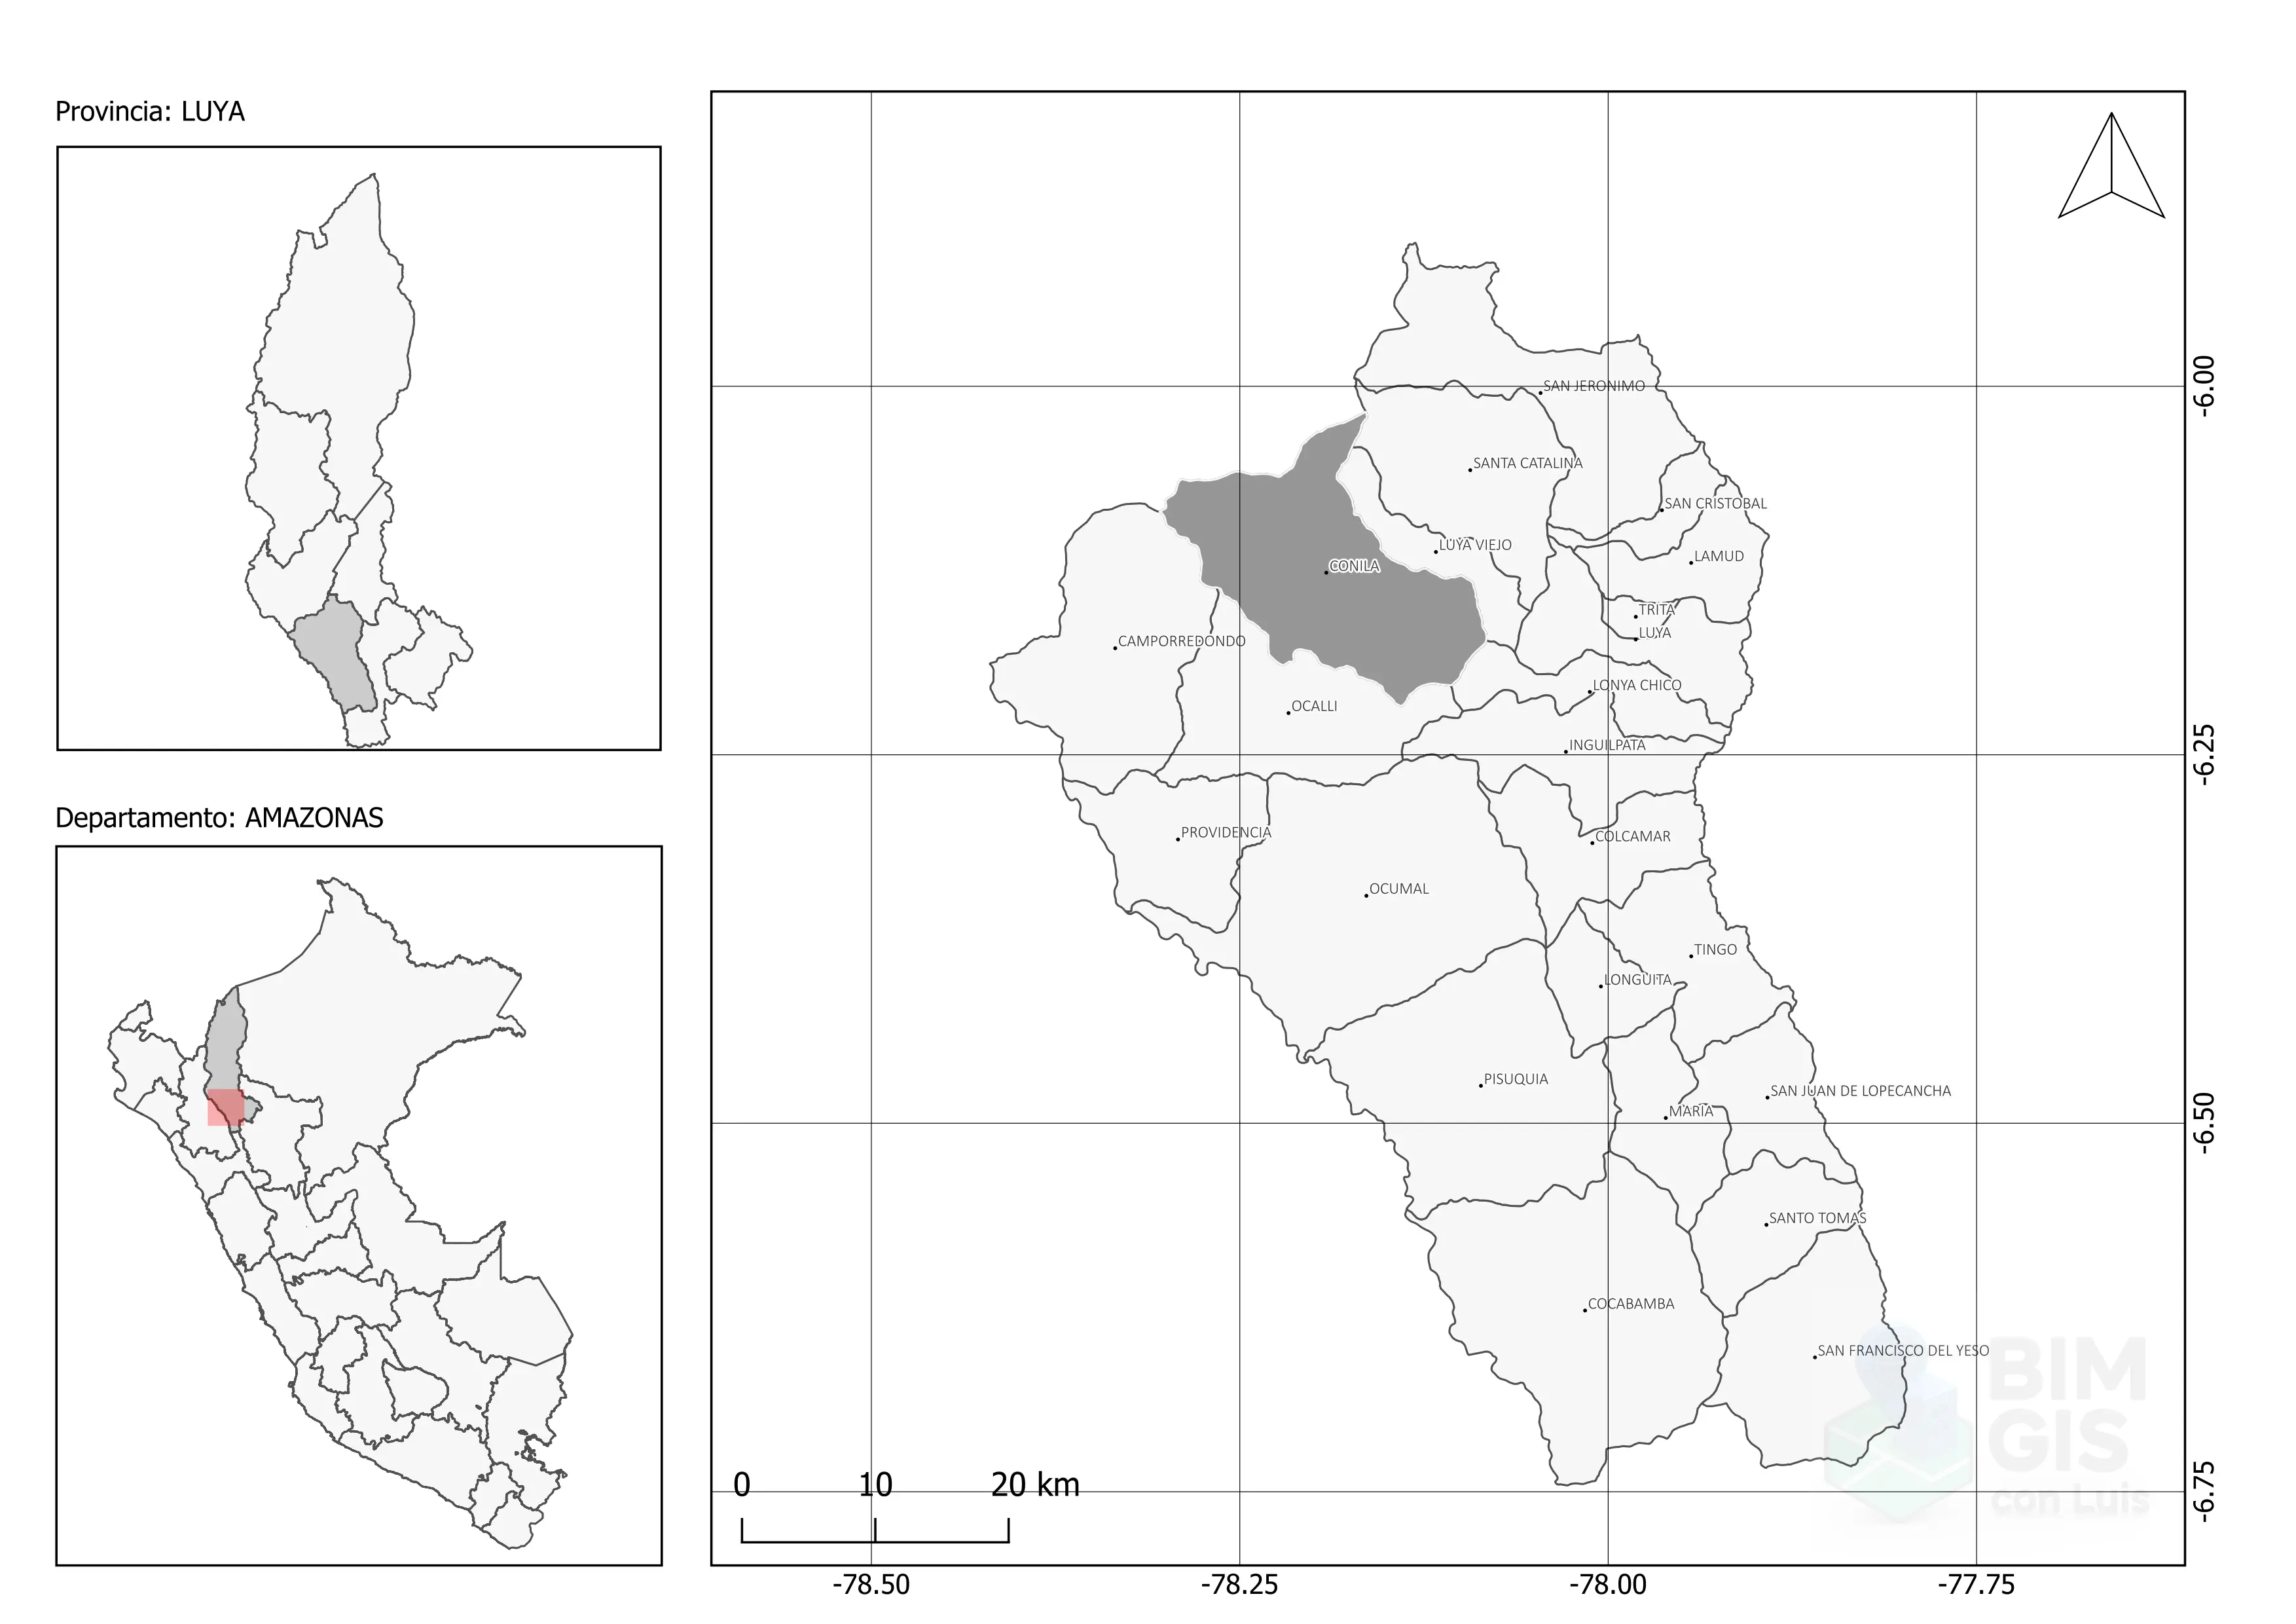 Provincia: LUYA
Departamento: AMAZONAS
SAN JERONIMO
SANTA CATALINA
SAN CRISTOBAL
LUYA VIEJO
LAMUD
CONILA
TRITA
LUYA
CAMPORREDONDO
LONYA CHICO
OCALLI
INGUILPATA
PROVIDENCIA
COLCAMAR
OCUMAL
TINGO
LONGUITA
PISUQUIA
SAN JUAN DE LOPECANCHA
MARIA
SANTO TOMAS
COCABAMBA
SAN FRANCISCO DEL YESO
BIM
GIS
con Luis
0 10 20 km
-6.00
-6.25
-6.50
-6.75
-78.50 -78.25 -78.00 -77.75